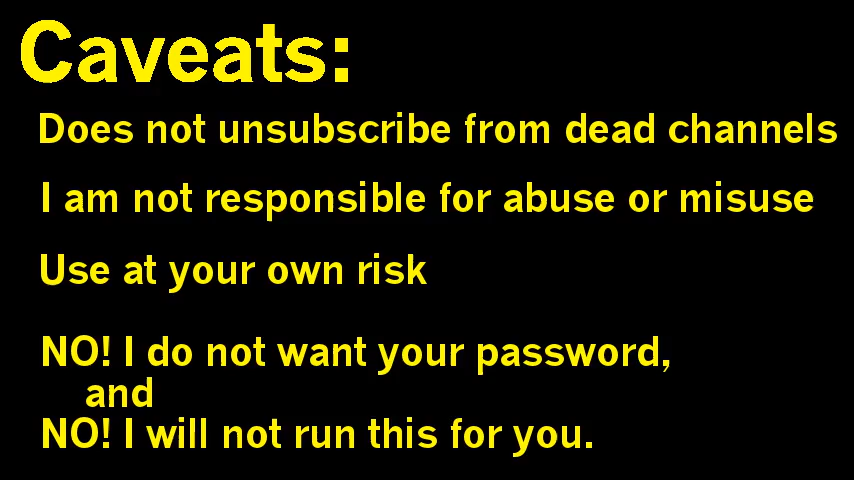 Caveats:
Does not unsubscribe from dead channels
I am not responsible for abuse or misuse
Use at your own risk
NO! I do not want your password,
and
NO! I will not run this for you.